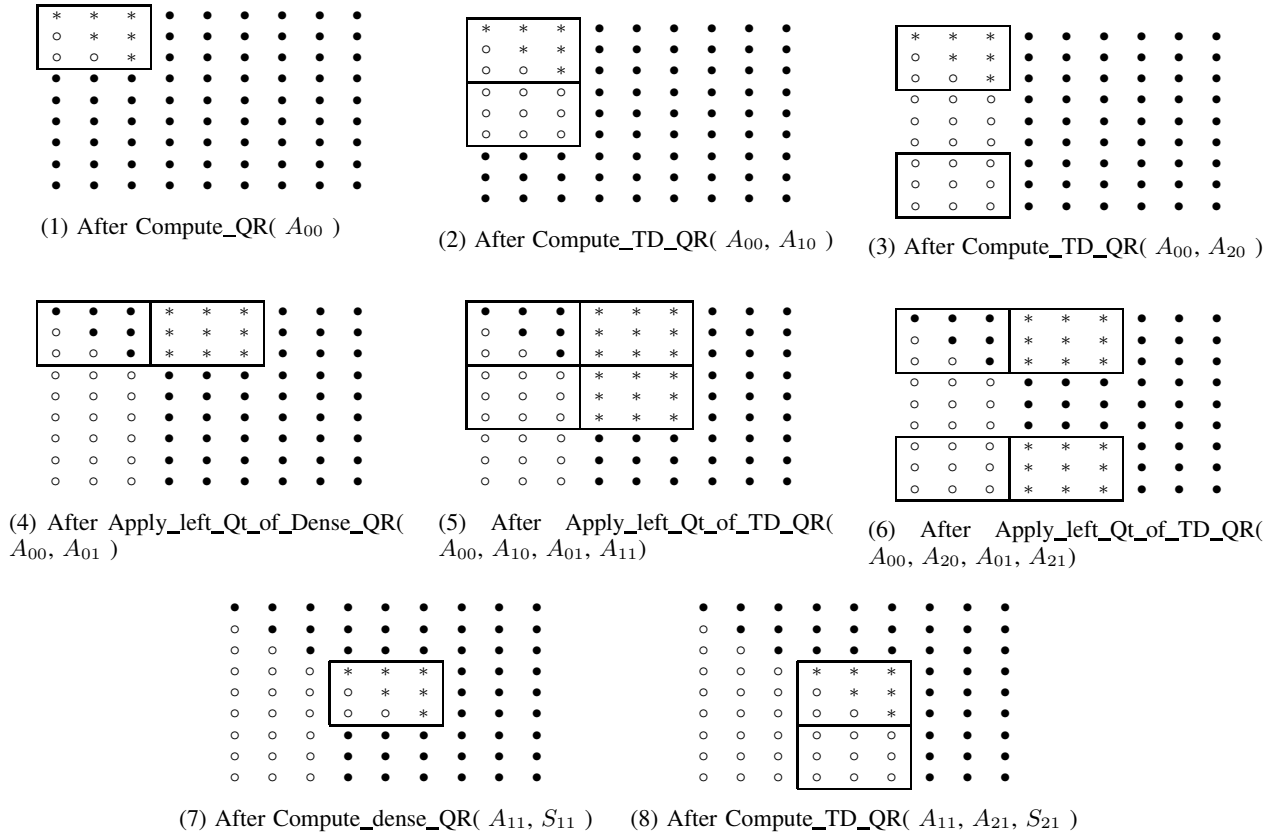 (1) After Compute_QR( A00 )
(2) After Compute_TD_QR( A00, A10 )
(3) After Compute_TD_QR( A00, A20 )
(4) After Apply_left_Qt_of_Dense_QR(
A00, A01 )
(5) After Apply_left_Qt_of_TD_QR(
A00, A10, A01, A11)
(6) After Apply_left_Qt_of_TD_QR(
A00, A20, A01, A21)
(7) After Compute_dense_QR( A11, S11 )
(8) After Compute_TD_QR( A11, A21, S21 )